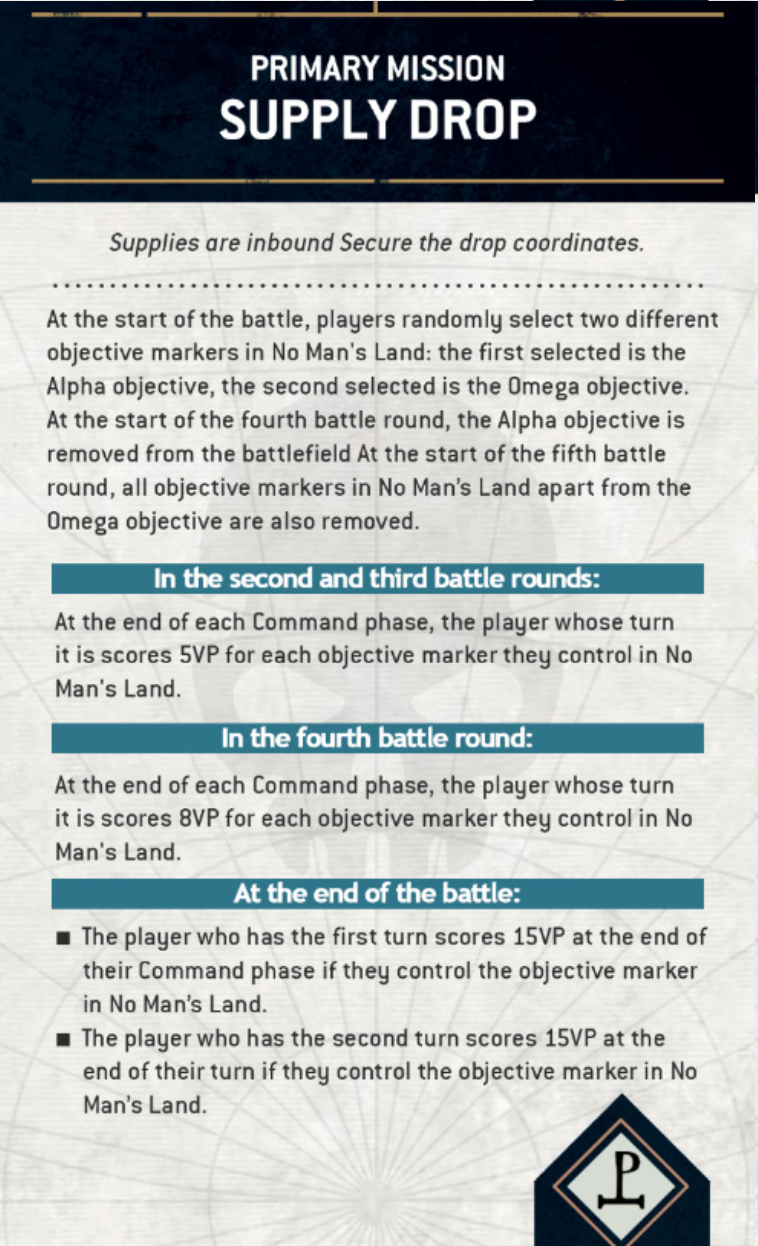 PRIMARY MISSION
SUPPLY DROP
Supplies are inbound Secure the drop coordinates.
At the start of the battle, players randomly select two different
objective markers in No Man's Land: the first selected is the
Alpha objective, the second selected is the Omega objective.
At the start of the fourth battle round, the Alpha objective is
removed from the battlefield At the start of the fifth battle
round, all objective markers in No Man’s Land apart from the
Omega objective are also removed.
In the second and third battle rounds:
At the end of each Command phase, the player whose turn
it is scores 5VP for each objective marker they control in No
Man's Land.
In the fourth battle round:
At the end of each Command phase, the player whose turn
it is scores 8VP for each objective marker they control in No
Man's Land.
At the end of the battle:
■ The player who has the first turn scores 15VP at the end of
their Command phase if they control the objective marker
in No Man’s Land.
■ The player who has the second turn scores 15VP at the
end of their turn if they control the objective marker in No
Man’s Land.
P